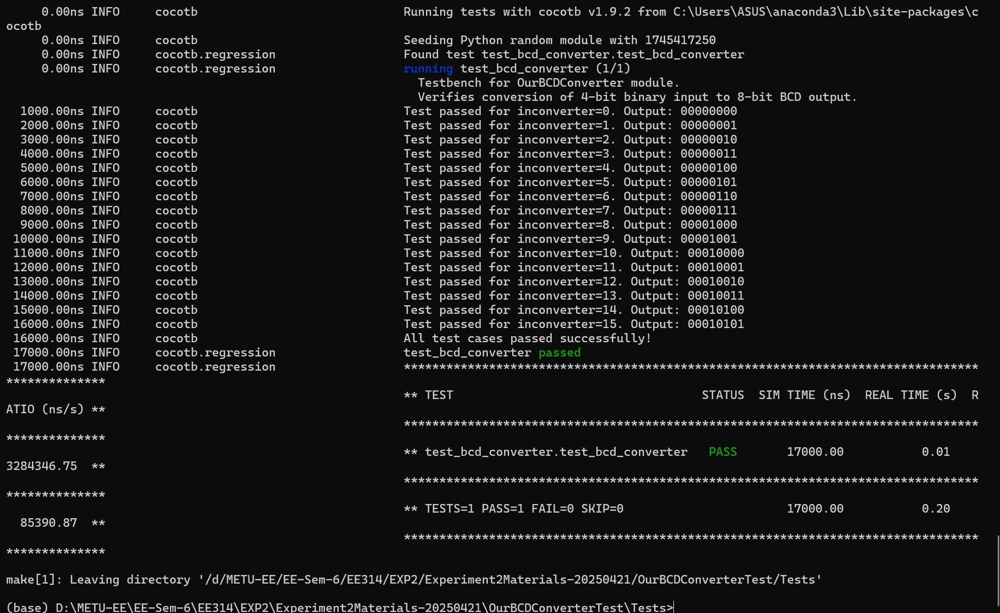 0.00ns INFO     cocotb                             Running tests with cocotb v1.9.2 from C:\Users\ASUS\anaconda3\Lib\site-packages\c
ocotb
     0.00ns INFO     cocotb                             Seeding Python random module with 1745417250
     0.00ns INFO     cocotb.regression                  Found test test_bcd_converter.test_bcd_converter
     0.00ns INFO     cocotb.regression                  running test_bcd_converter (1/1)
                                                          Testbench for OurBCDConverter module.
                                                          Verifies conversion of 4-bit binary input to 8-bit BCD output.
  1000.00ns INFO     cocotb                             Test passed for inconverter=0. Output: 00000000
  2000.00ns INFO     cocotb                             Test passed for inconverter=1. Output: 00000001
  3000.00ns INFO     cocotb                             Test passed for inconverter=2. Output: 00000010
  4000.00ns INFO     cocotb                             Test passed for inconverter=3. Output: 00000011
  5000.00ns INFO     cocotb                             Test passed for inconverter=4. Output: 00000100
  6000.00ns INFO     cocotb                             Test passed for inconverter=5. Output: 00000101
  7000.00ns INFO     cocotb                             Test passed for inconverter=6. Output: 00000110
  8000.00ns INFO     cocotb                             Test passed for inconverter=7. Output: 00000111
  9000.00ns INFO     cocotb                             Test passed for inconverter=8. Output: 00001000
 10000.00ns INFO     cocotb                             Test passed for inconverter=9. Output: 00001001
 11000.00ns INFO     cocotb                             Test passed for inconverter=10. Output: 00010000
 12000.00ns INFO     cocotb                             Test passed for inconverter=11. Output: 00010001
 13000.00ns INFO     cocotb                             Test passed for inconverter=12. Output: 00010010
 14000.00ns INFO     cocotb                             Test passed for inconverter=13. Output: 00010011
 15000.00ns INFO     cocotb                             Test passed for inconverter=14. Output: 00010100
 16000.00ns INFO     cocotb                             Test passed for inconverter=15. Output: 00010101
 16000.00ns INFO     cocotb                             All test cases passed successfully!
 17000.00ns INFO     cocotb.regression                  test_bcd_converter passed
 17000.00ns INFO     cocotb.regression                  *********************************************************************************
**************
                                                        ** TEST                                   STATUS  SIM TIME (ns)  REAL TIME (s)  R
ATIO (ns/s) **
                                                        *********************************************************************************
**************
                                                        ** test_bcd_converter.test_bcd_converter   PASS       17000.00           0.01
3284346.75  **
                                                        *********************************************************************************
**************
                                                        ** TESTS=1 PASS=1 FAIL=0 SKIP=0                       17000.00           0.20
  85390.87  **
                                                        *********************************************************************************
**************
make[1]: Leaving directory '/d/METU-EE/EE-Sem-6/EE314/EXP2/Experiment2Materials-20250421/OurBCDConverterTest/Tests'
(base) D:\METU-EE\EE-Sem-6\EE314\EXP2\Experiment2Materials-20250421\OurBCDConverterTest\Tests>